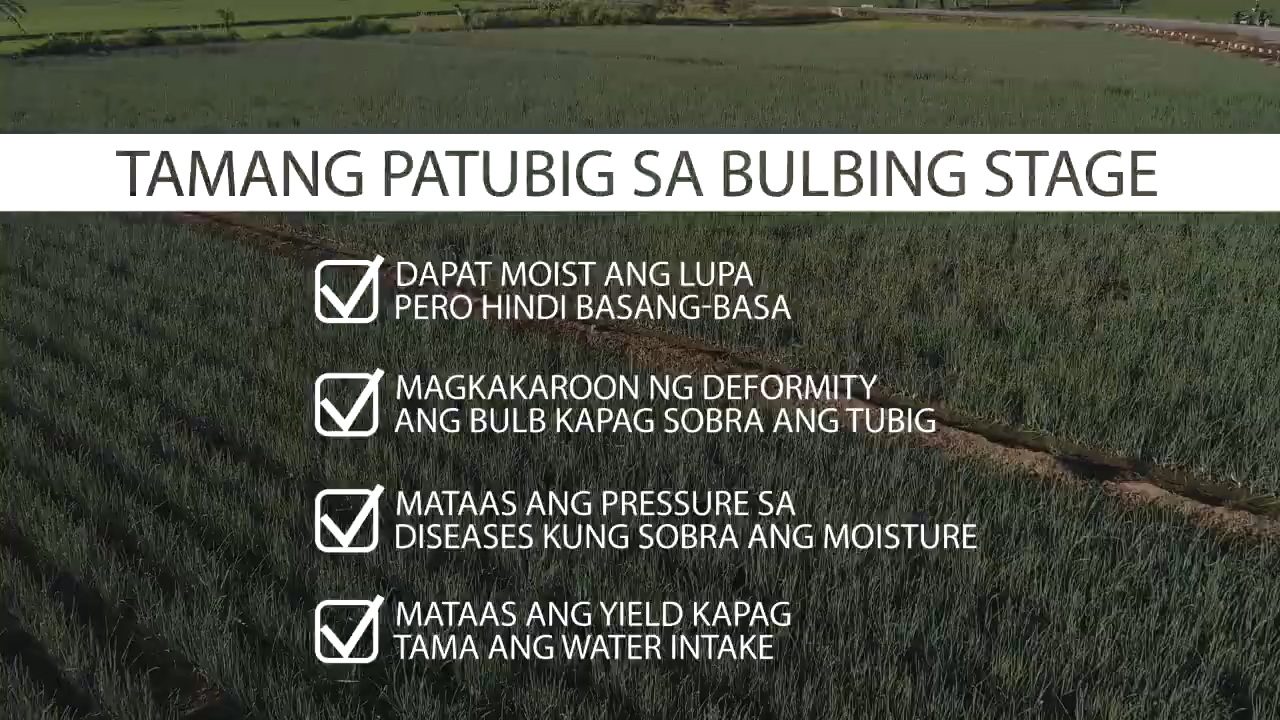 TAMANG PATUBIG SA BULBING STAGE
DAPAT MOIST ANG LUPA
PERO HINDI BASANG-BASA
MAGKAKAROON NG DEFORMITY
ANG BULB KAPAG SOBRA ANG TUBIG
MATAAS ANG PRESSURE SA
DISEASES KUNG SOBRA ANG MOISTURE
MATAAS ANG YIELD KAPAG
TAMA ANG WATER INTAKE